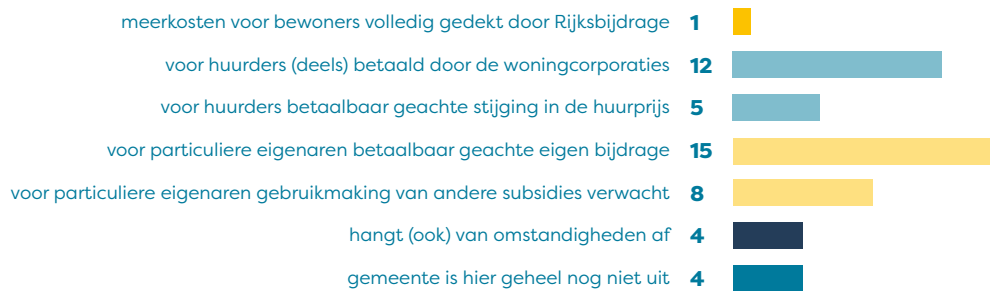 meerkosten voor bewoners volledig gedekt door Rijksbijdrage 1
voor huurders (deels) betaald door de woningcorporaties 12
voor huurders betaalbaar geachte stijging in de huurprijs 5
voor particuliere eigenaren betaalbaar geachte eigen bijdrage 15
voor particuliere eigenaren gebruikmaking van andere subsidies verwacht 8
hangt (ook) van omstandigheden af 4
gemeente is hier geheel nog niet uit 4